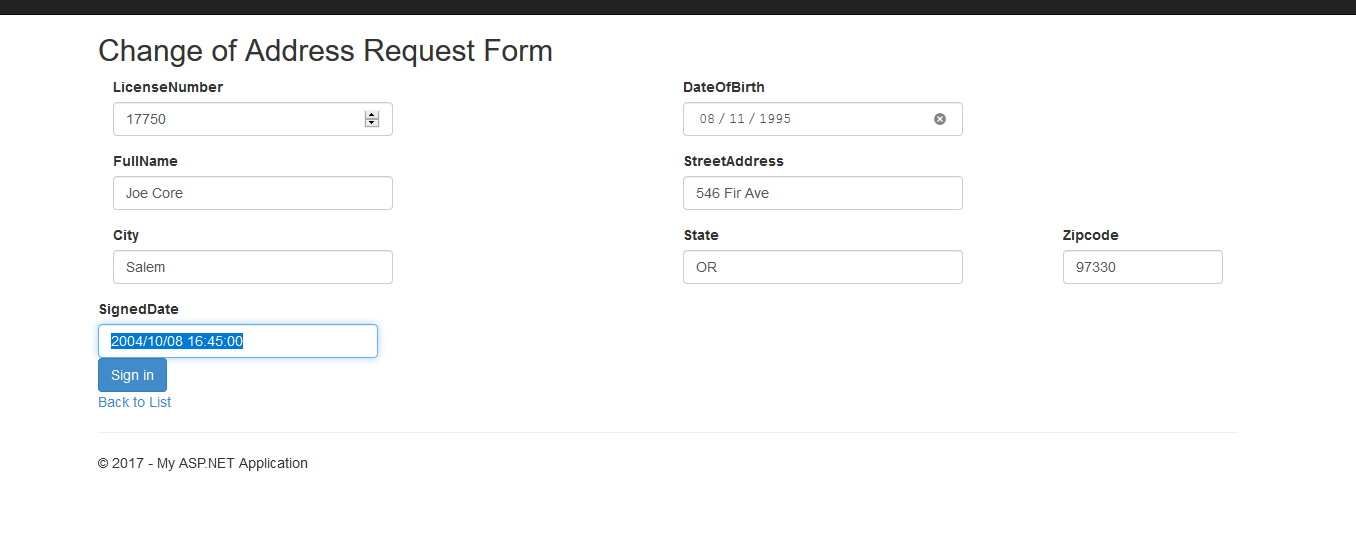 Change of Address Request Form
LicenseNumber DateOfBirth
17750 08 / 11 / 1995
FullName StreetAddress
Joe Core 546 Fir Ave
City State Zipcode
Salem OR 97330
SignedDate
2004/10/08 16:45:00
Sign in
Back to List
© 2017 - My ASP.NET Application